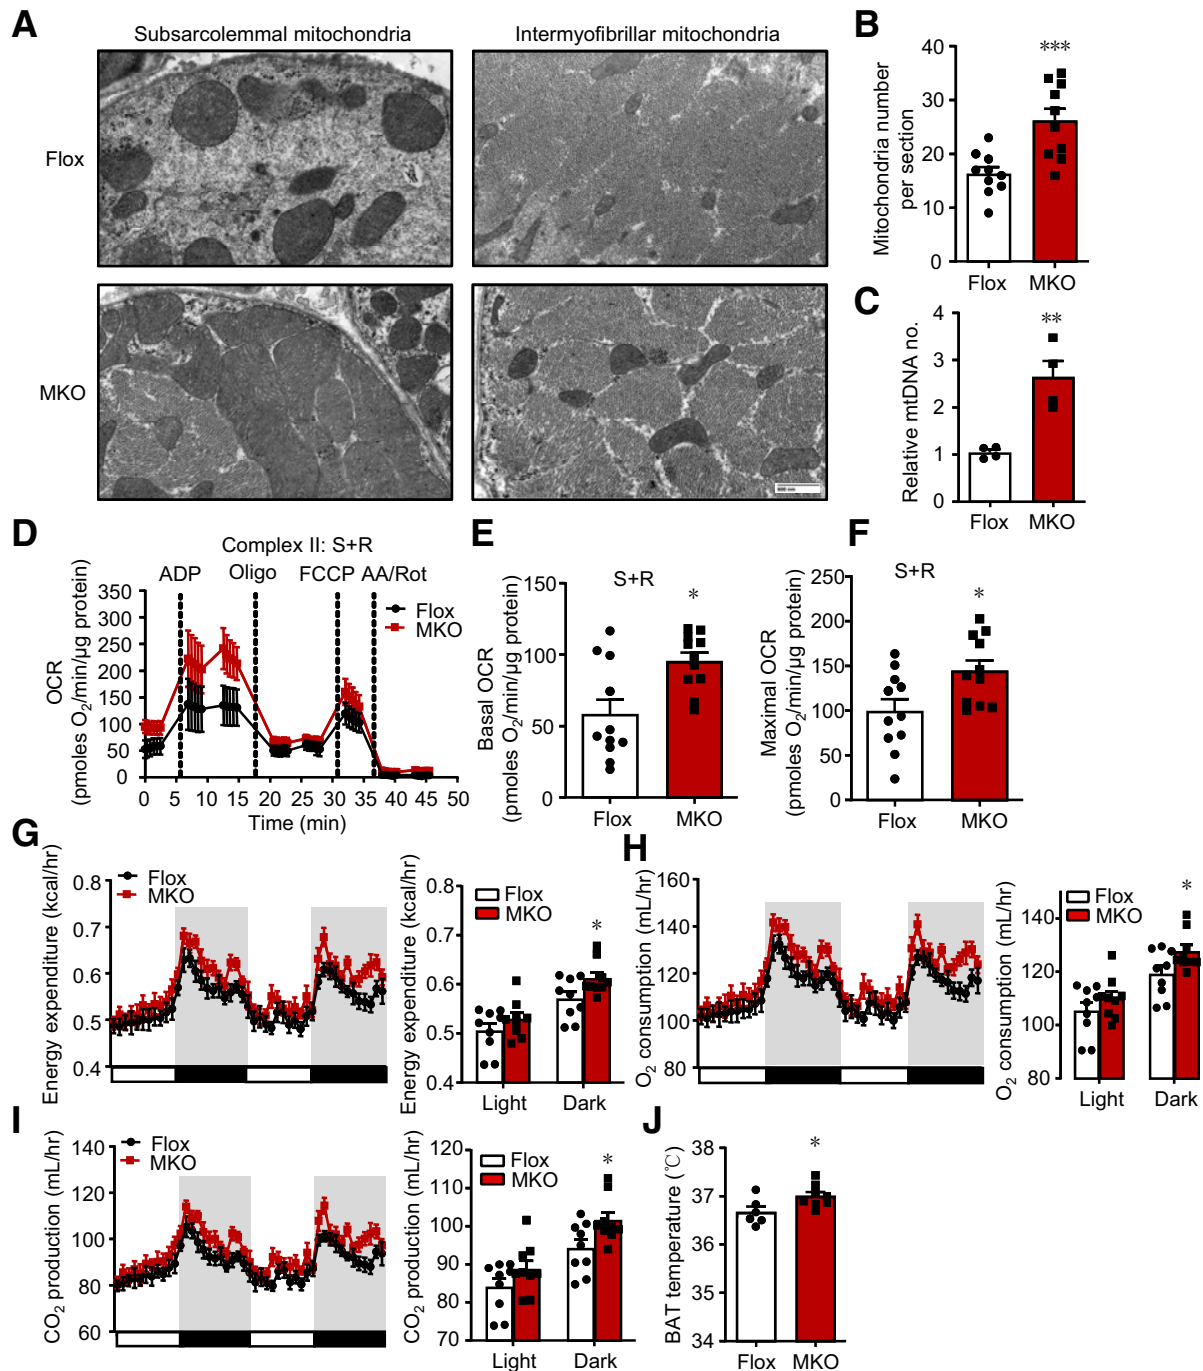 A
Subsarcolemmal mitochondria
Intermyofibrillar mitochondria
Flox
MKO
B
Mitochondria number
per section
40
30
20
10
0
***
Flox
MKO
C
Relative mtDNA no.
4
3
2
1
0
**
Flox
MKO
D
Complex II: S+R
ADP
Oligo
FCCP
AA/Rot
OCR
(pmoles O₂/min/µg protein)
350
300
250
200
150
100
50
0
Flox
MKO
0 5 10 15 20 25 30 35 40 45 50
Time (min)
E
S+R
Basal OCR
(pmoles O₂/min/µg protein)
150
100
50
0
*
Flox
MKO
F
S+R
Maximal OCR
(pmoles O₂/min/µg protein)
250
200
150
100
50
0
*
Flox
MKO
G
Energy expenditure (kcal/hr)
0.8
0.7
0.6
0.5
0.4
Flox
MKO
Energy expenditure (kcal/hr)
0.8
0.7
0.6
0.5
0.4
Flox
MKO
*
Light
Dark
H
O₂ consumption (mL/hr)
160
140
120
100
80
Flox
MKO
O₂ consumption (mL/hr)
140
120
100
80
Flox
MKO
*
Light
Dark
I
CO₂ production (mL/hr)
140
120
100
80
60
Flox
MKO
CO₂ production (mL/hr)
120
110
100
90
80
70
Flox
MKO
*
Light
Dark
J
BAT temperature (℃)
38
37
36
35
34
*
Flox
MKO